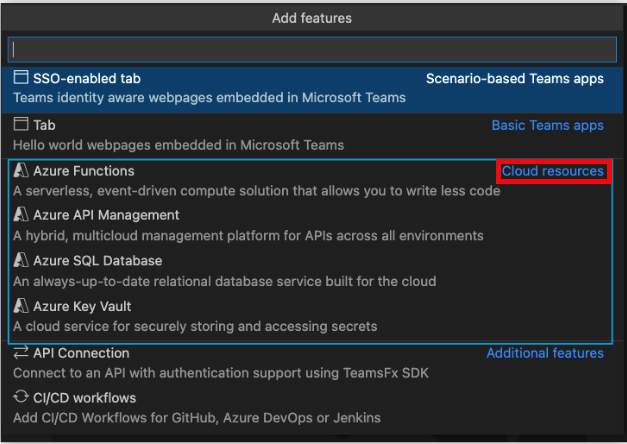 Add features
SSO-enabled tab Scenario-based Teams apps
Teams identity aware webpages embedded in Microsoft Teams
Tab Basic Teams apps
Hello world webpages embedded in Microsoft Teams
Azure Functions Cloud resources
A serverless, event-driven compute solution that allows you to write less code
Azure API Management
A hybrid, multicloud management platform for APIs across all environments
Azure SQL Database
An always-up-to-date relational database service built for the cloud
Azure Key Vault
A cloud service for securely storing and accessing secrets
API Connection Additional features
Connect to an API with authentication support using TeamsFx SDK
CI/CD workflows
Add CI/CD Workflows for GitHub, Azure DevOps or Jenkins